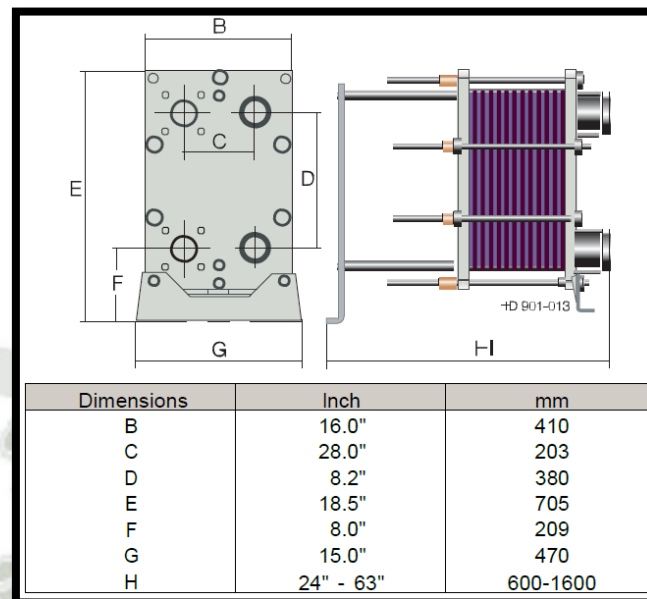 B
C
D
E
F
G
H
HD 901-013
Dimensions Inch mm
B 16.0" 410
C 28.0" 203
D 8.2" 380
E 18.5" 705
F 8.0" 209
G 15.0" 470
H 24" - 63" 600-1600